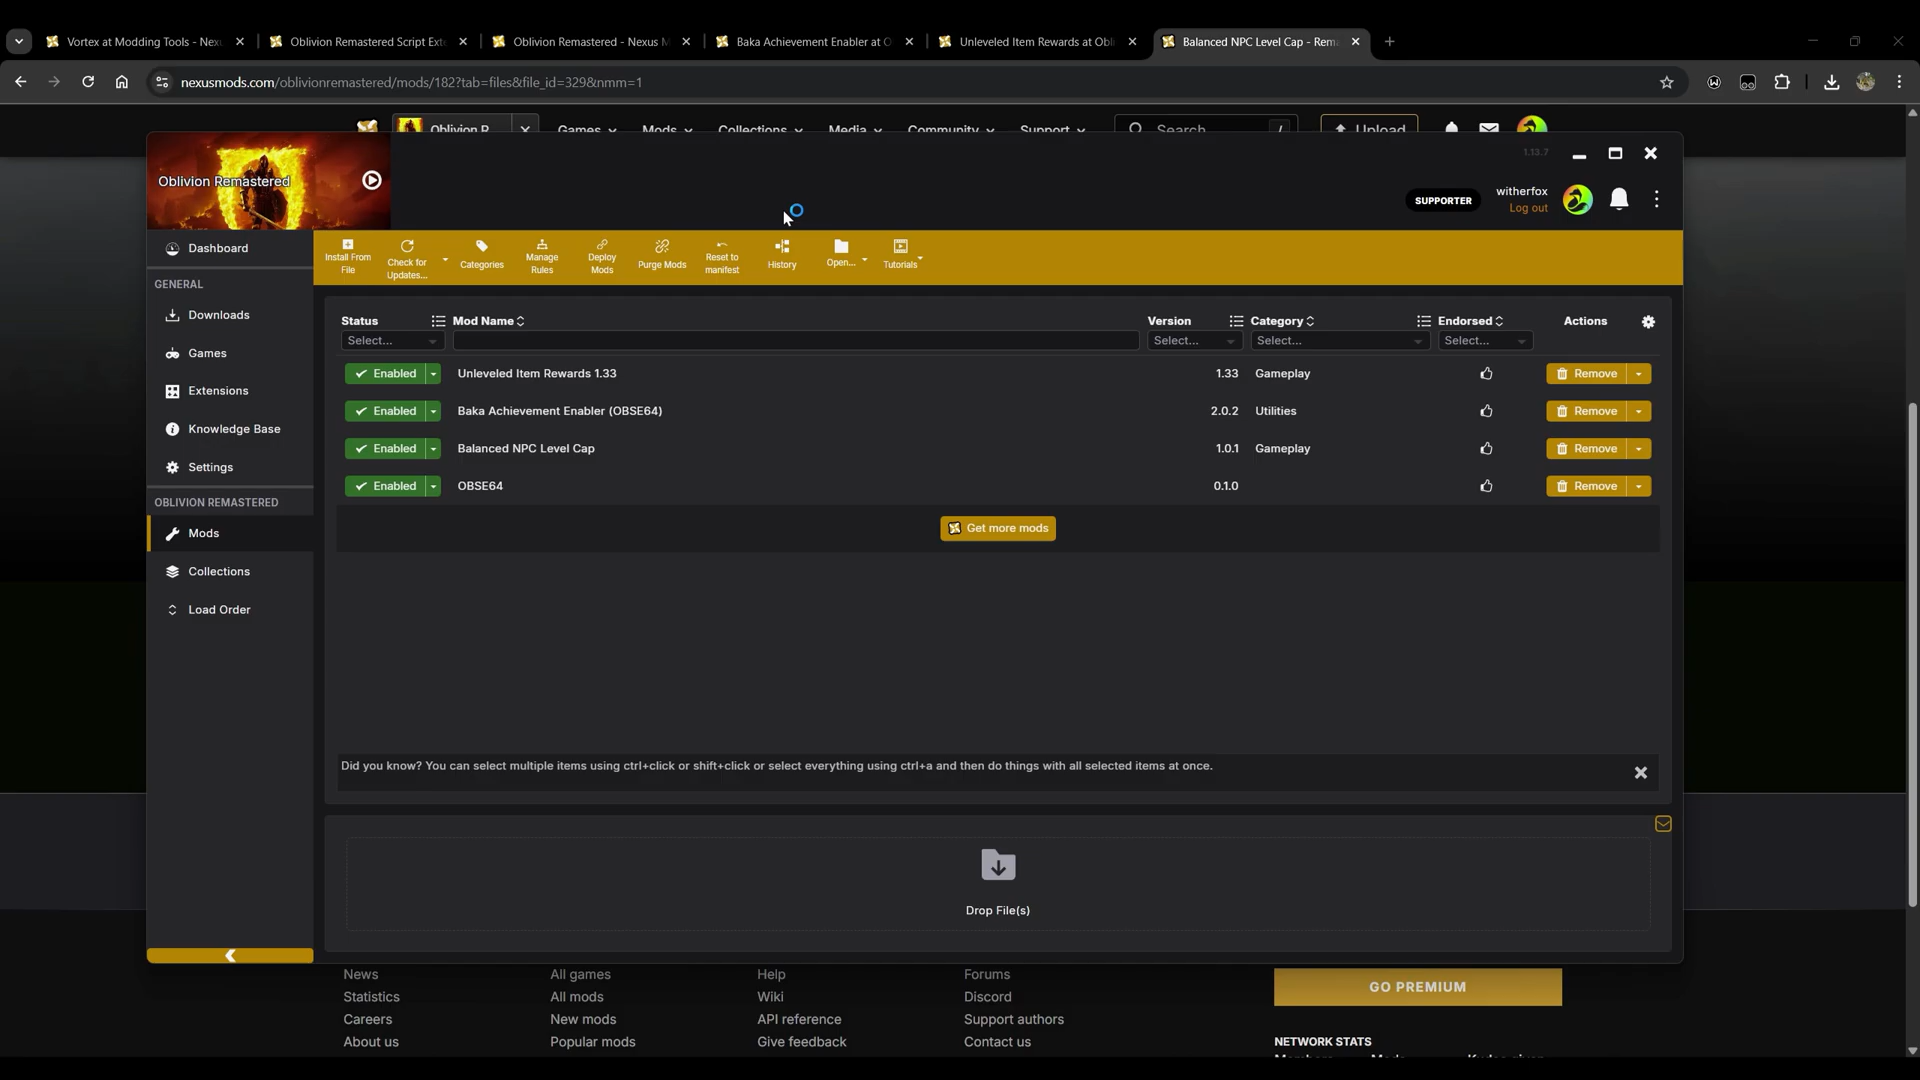 Vortex at Modding Tools - Nex
Oblivion Remastered Script Exte
Oblivion Remastered - Nexus M
Baka Achievement Enabler at O
Unleveled Item Rewards at Obli
Balanced NPC Level Cap - Rem
nexusmods.com/oblivionremastered/mods/182?tab=files&file_id=329&nmm=1
Oblivion R
Games
Mods
Collections
Media
Community
Support
Search
/
Upload
1.13.7
Oblivion Remastered
SUPPORTER
witherfox
Log out
Dashboard
GENERAL
Downloads
Games
Extensions
Knowledge Base
Settings
OBLIVION REMASTERED
Mods
Collections
Load Order
Install From File
Check for Updates...
Categories
Manage Rules
Deploy Mods
Purge Mods
Reset to manifest
History
Open...
Tutorials
Status
Mod Name
Version
Category
Endorsed
Actions
Select...
Select...
Select...
Select...
Enabled Unleveled Item Rewards 1.33 1.33 Gameplay Remove
Enabled Baka Achievement Enabler (OBSE64) 2.0.2 Utilities Remove
Enabled Balanced NPC Level Cap 1.0.1 Gameplay Remove
Enabled OBSE64 0.1.0 Remove
Get more mods
Did you know? You can select multiple items using ctrl+click or shift+click or select everything using ctrl+a and then do things with all selected items at once.
Drop File(s)
News
All games
Help
Forums
Statistics
All mods
Wiki
Discord
Careers
New mods
API reference
Support authors
About us
Popular mods
Give feedback
Contact us
GO PREMIUM
NETWORK STATS